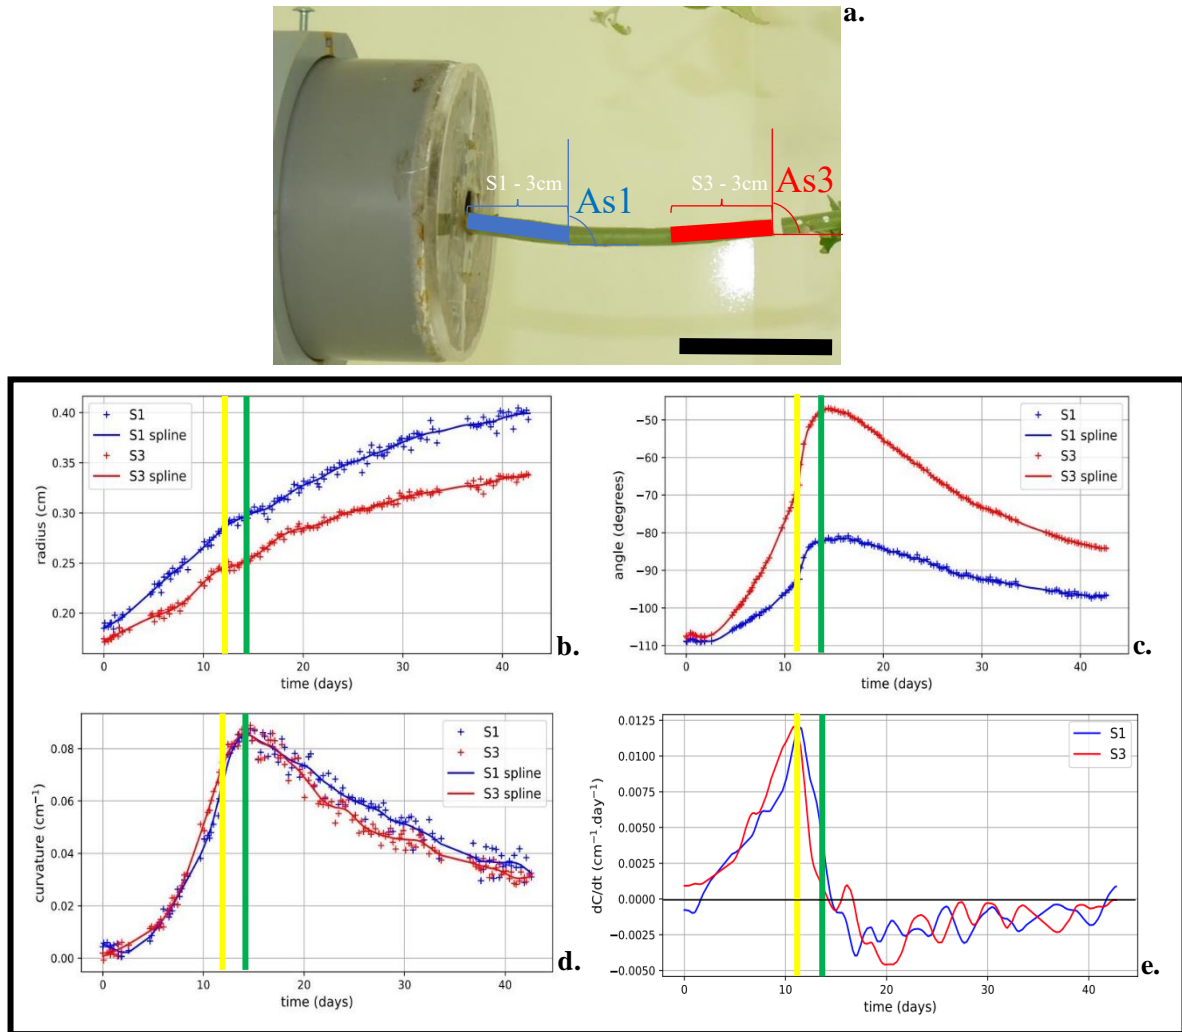 a.
S1 - 3cm
As1
S3 - 3cm
As3
0.40
0.35
0.30
0.25
0.20
radius (cm)
S1
S1 spline
S3
S3 spline
0
10
20
30
40
time (days)
b.
−50
−60
−70
−80
−90
−100
−110
angle (degrees)
S1
S1 spline
S3
S3 spline
0
10
20
30
40
time (days)
c.
0.08
0.06
0.04
0.02
0.00
curvature (cm⁻¹)
S1
S3
S1 spline
S3 spline
0
10
20
30
40
time (days)
d.
0.0125
0.0100
0.0075
0.0050
0.0025
0.0000
−0.0025
−0.0050
dC/dt (cm⁻¹.day⁻¹)
S1
S3
0
10
20
30
40
time (days)
e.